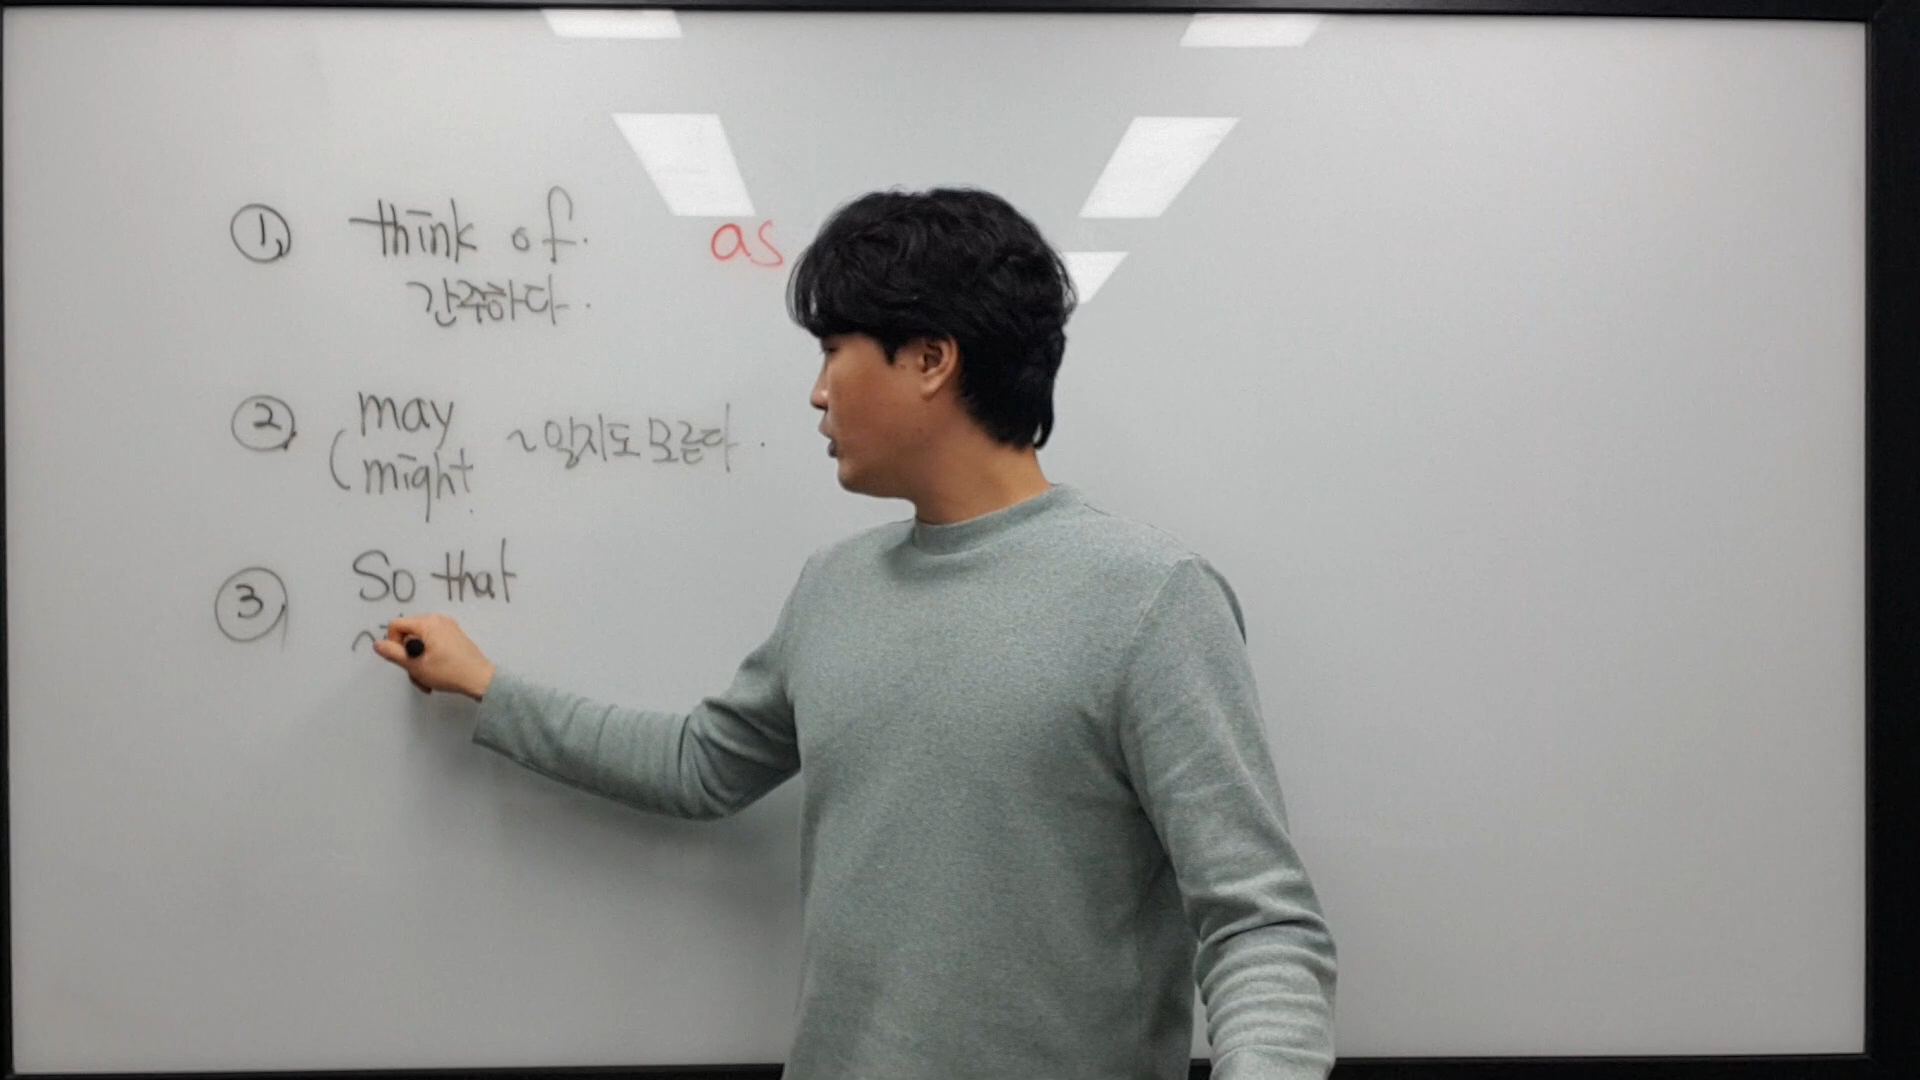 ① think of. as
간주하다.
② may
(might ~일지도 모른다.
③ So that
~